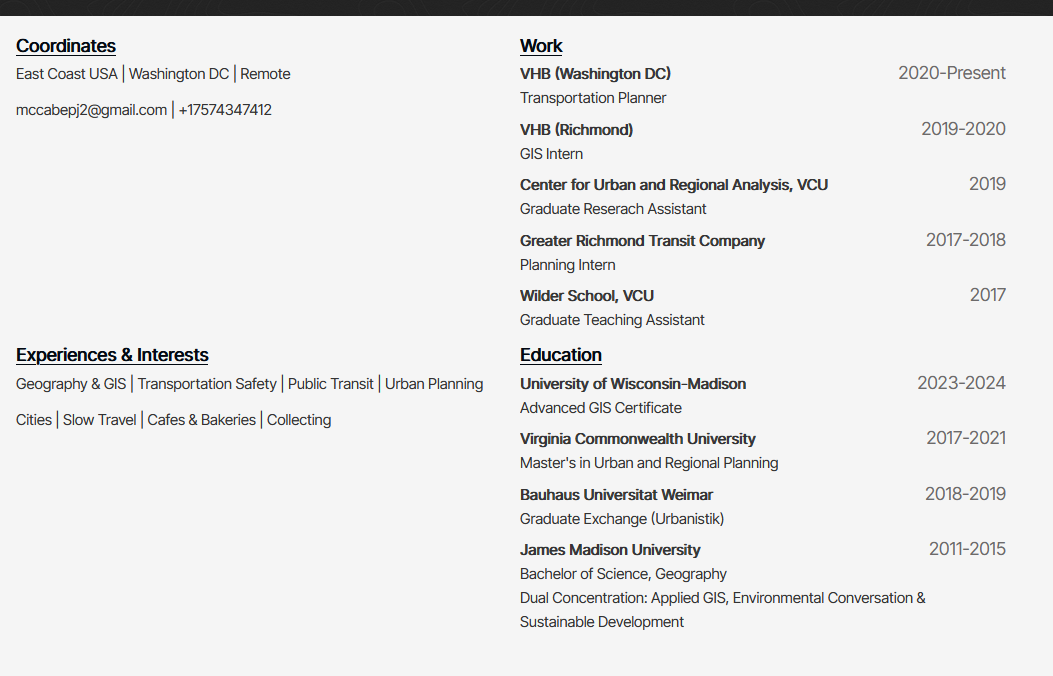 Coordinates
East Coast USA | Washington DC | Remote
mccabepj2@gmail.com | +17574347412
Work
VHB (Washington DC) 2020-Present
Transportation Planner
VHB (Richmond) 2019-2020
GIS Intern
Center for Urban and Regional Analysis, VCU 2019
Graduate Reserach Assistant
Greater Richmond Transit Company 2017-2018
Planning Intern
Wilder School, VCU 2017
Graduate Teaching Assistant
Experiences & Interests
Geography & GIS | Transportation Safety | Public Transit | Urban Planning
Cities | Slow Travel | Cafes & Bakeries | Collecting
Education
University of Wisconsin-Madison 2023-2024
Advanced GIS Certificate
Virginia Commonwealth University 2017-2021
Master's in Urban and Regional Planning
Bauhaus Universitat Weimar 2018-2019
Graduate Exchange (Urbanistik)
James Madison University 2011-2015
Bachelor of Science, Geography
Dual Concentration: Applied GIS, Environmental Conversation &
Sustainable Development